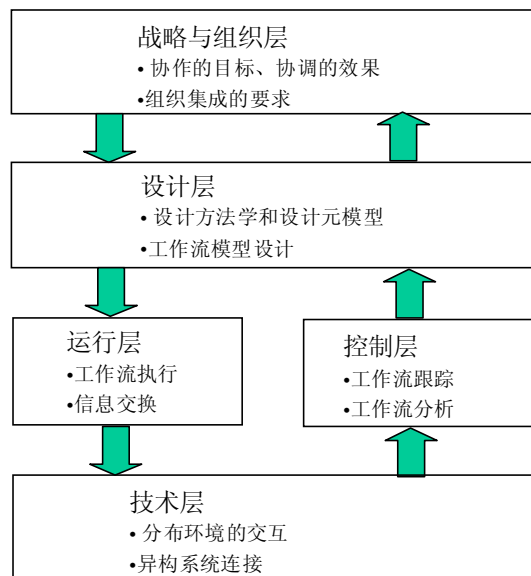 战略与组织层
• 协作的目标、协调的效果
•组织集成的要求
设计层
• 设计方法学和设计元模型
•工作流模型设计
运行层
•工作流执行
•信息交换
控制层
•工作流跟踪
•工作流分析
技术层
• 分布环境的交互
•异构系统连接